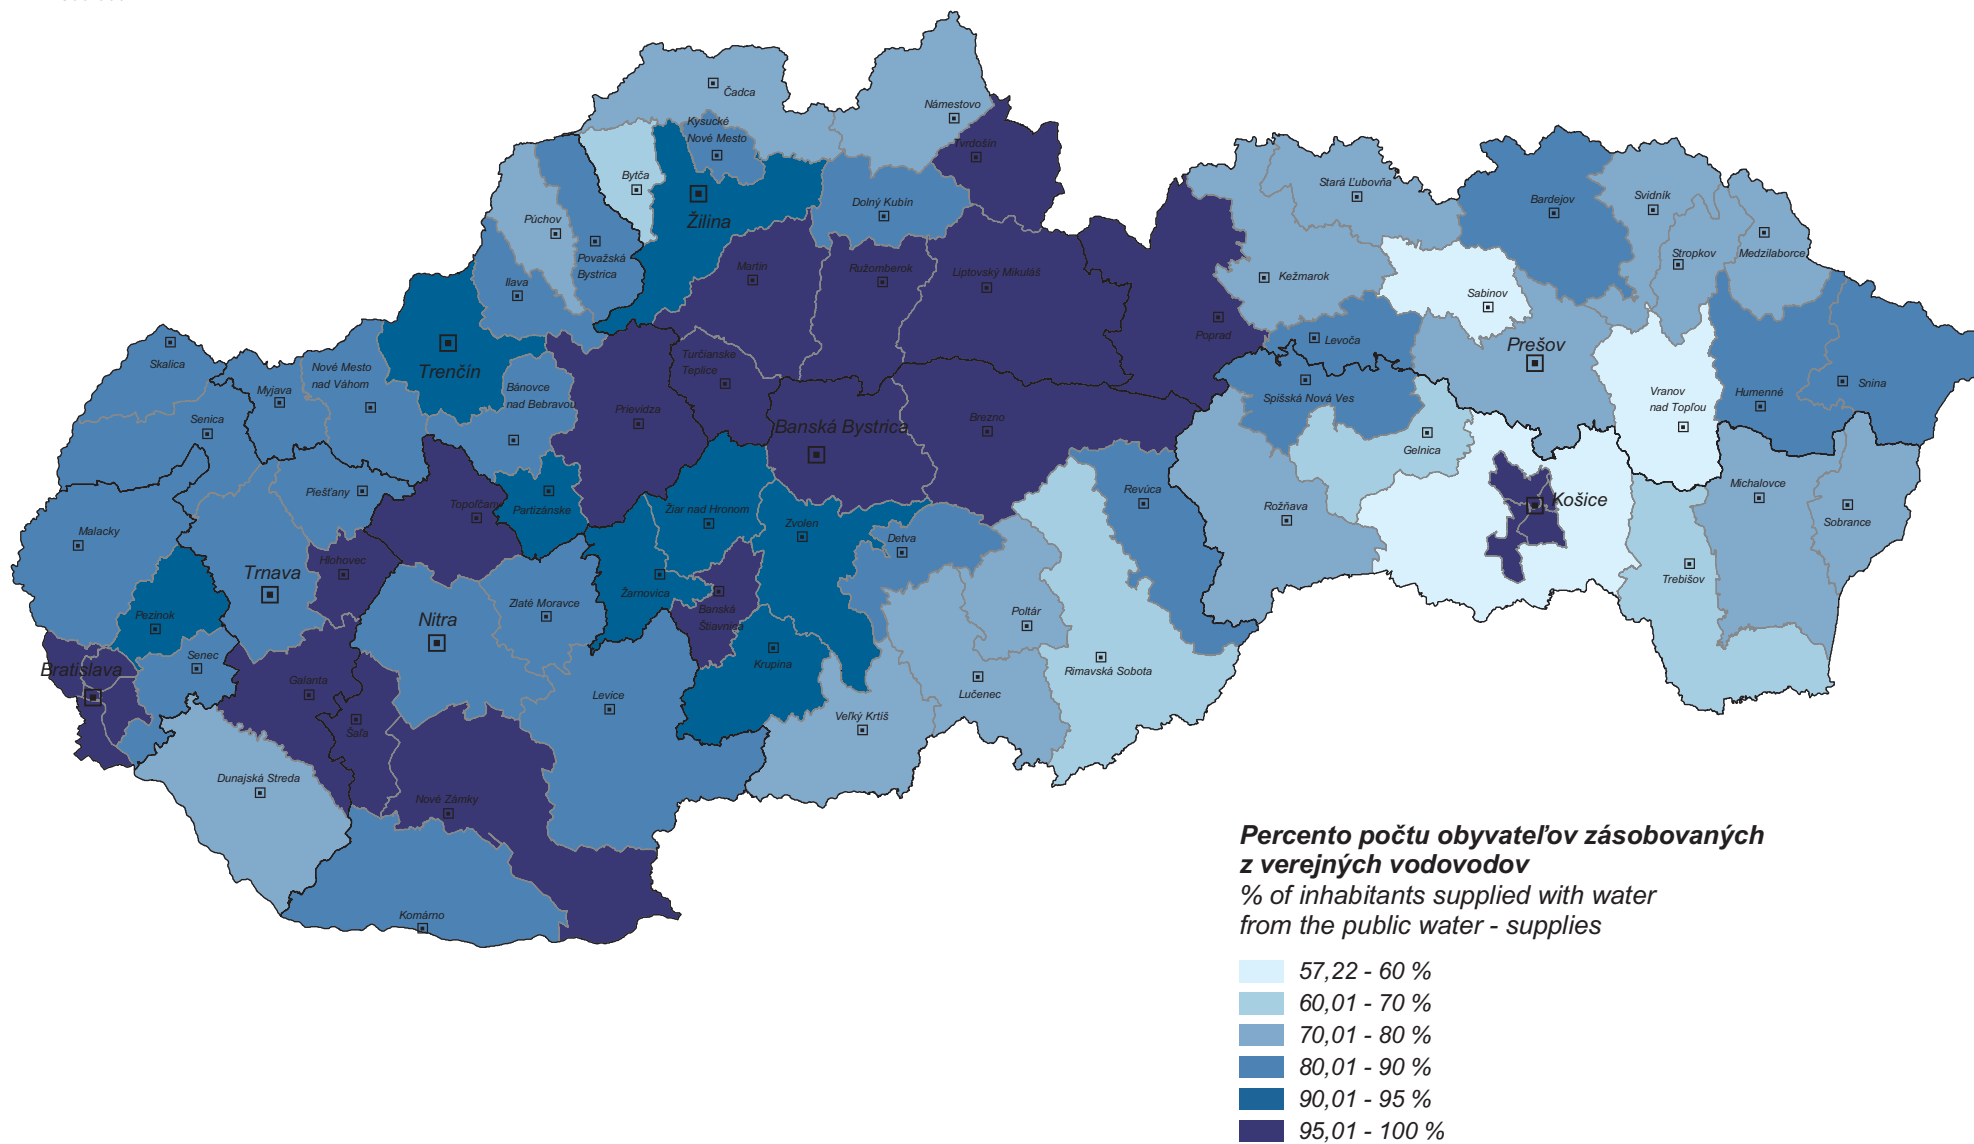 Čadca
Námestovo
Kysucké
Nové Mesto
Tvrdošín
Bytča
Stará Ľubovňa
Bardejov
Svidník
Dolný Kubín
Púchov
Žilina
Považská
Bystrica
Stropkov
Medzilaborce
Martin
Ružomberok
Liptovský Mikuláš
Kežmarok
Ilava
Sabinov
Poprad
Levoča
Prešov
Skalica
Trenčín
Nové Mesto
nad Váhom
Turčianske
Teplice
Myjava
Bánovce
nad Bebravou
Vranov
nad Topľou
Humenné
Snina
Spišská Nová Ves
Senica
Prievidza
Banská Bystrica
Brezno
Gelnica
Piešťany
Topoľčany
Partizánske
Žiar nad Hronom
Zvolen
Revúca
Rožňava
Košice
Michalovce
Sobrance
Malacky
Detva
Hlohovec
Trnava
Trebišov
Žarnovica
Banská
Štiavnica
Zlaté Moravce
Poltár
Pezinok
Nitra
Bratislava
Senec
Krupina
Rimavská Sobota
Galanta
Lučenec
Levice
Šaľa
Veľký Krtíš
Dunajská Streda
Nové Zámky
Komárno
Percento počtu obyvateľov zásobovaných
z verejných vodovodov
% of inhabitants supplied with water
from the public water - supplies
57,22 - 60 %
60,01 - 70 %
70,01 - 80 %
80,01 - 90 %
90,01 - 95 %
95,01 - 100 %